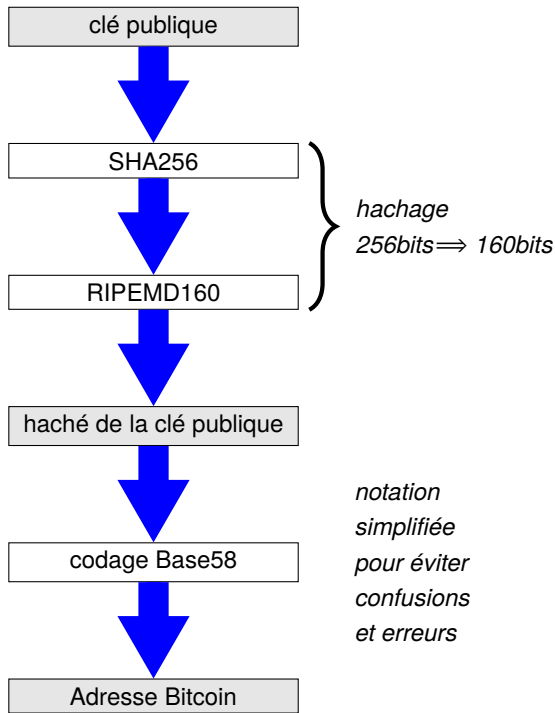 clé publique
SHA256
hachage
256bits⟹ 160bits
RIPEMD160
haché de la clé publique
notation
simplifiée
codage Base58
pour éviter
confusions
et erreurs
Adresse Bitcoin